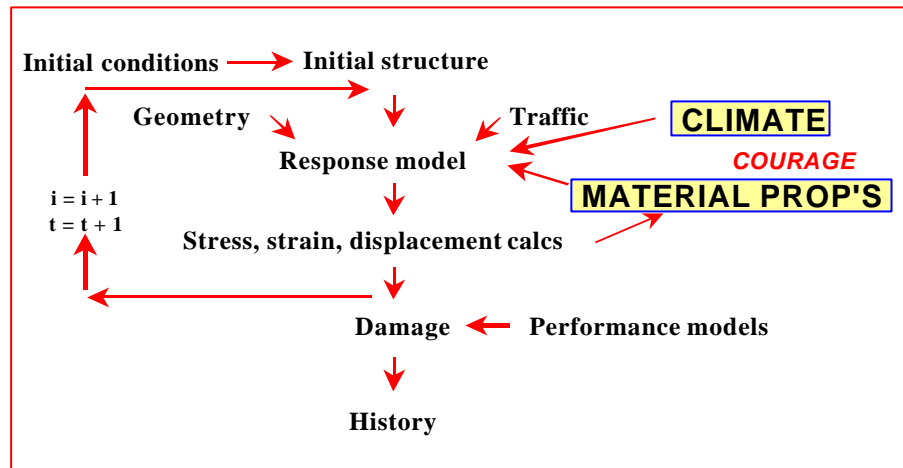 Initial conditions
Initial structure
Geometry
Traffic
CLIMATE
COURAGE
Response model
MATERIAL PROP'S
i = i + 1
t = t + 1
Stress, strain, displacement calcs
Damage
Performance models
History